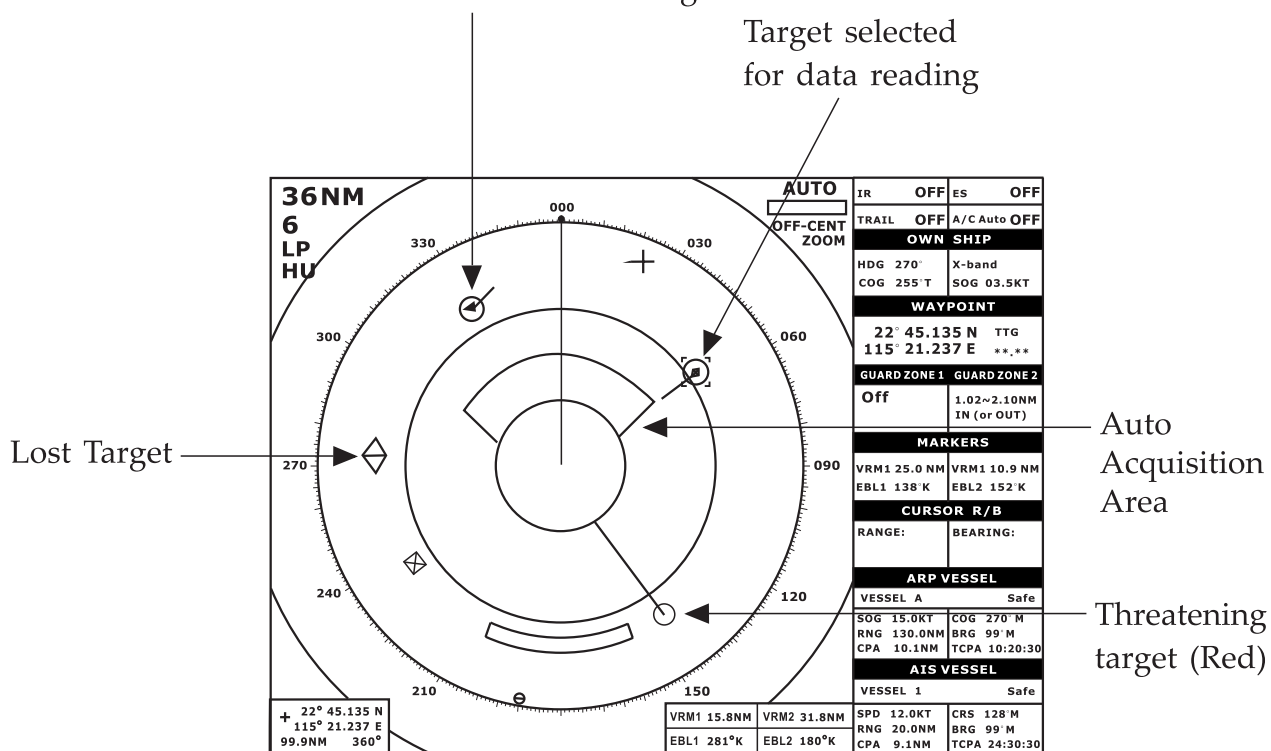 Target selected
for data reading
36NM
6
LP
HU
AUTO
OFF-CENT
ZOOM
000
030
060
090
120
150
210
240
270
300
330
IR OFF ES OFF
TRAIL OFF A/C Auto OFF
OWN SHIP
HDG 270° X-band
COG 255°T SOG 03.5KT
WAYPOINT
22° 45.135 N TTG
115° 21.237 E **.**
GUARD ZONE 1 GUARD ZONE 2
Off 1.02~2.10NM
IN (or OUT)
MARKERS
VRM1 25.0 NM VRM1 10.9 NM
EBL1 138°K EBL2 152°K
CURSOR R/B
RANGE: BEARING:
ARP VESSEL
VESSEL A Safe
SOG 15.0KT COG 270°M
RNG 130.0NM BRG 99°M
CPA 10.1NM TCPA 10:20:30
AIS VESSEL
VESSEL 1 Safe
SPD 12.0KT CRS 128°M
RNG 20.0NM BRG 99°M
CPA 9.1NM TCPA 24:30:30
Lost Target
Auto
Acquisition
Area
Threatening
target (Red)
+ 22° 45.135 N
115° 21.237 E
99.9NM 360°
VRM1 15.8NM VRM2 31.8NM
EBL1 281°K EBL2 180°K